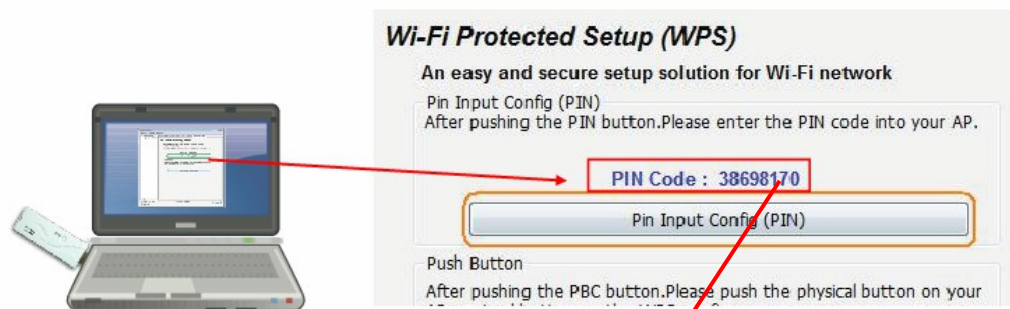 Wi-Fi Protected Setup (WPS)
An easy and secure setup solution for Wi-Fi network
Pin Input Config (PIN)
After pushing the PIN button.Please enter the PIN code into your AP.
PIN Code : 38698170
Pin Input Config (PIN)
Push Button
After pushing the PBC button.Please push the physical button on your